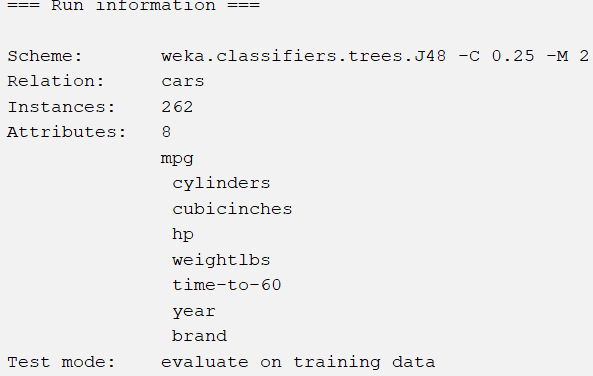 === Run information ===
Scheme: weka.classifiers.trees.J48 -C 0.25 -M 2
Relation: cars
Instances: 262
Attributes: 8
mpg
cylinders
cubicinches
hp
weightlbs
time-to-60
year
brand
Test mode: evaluate on training data